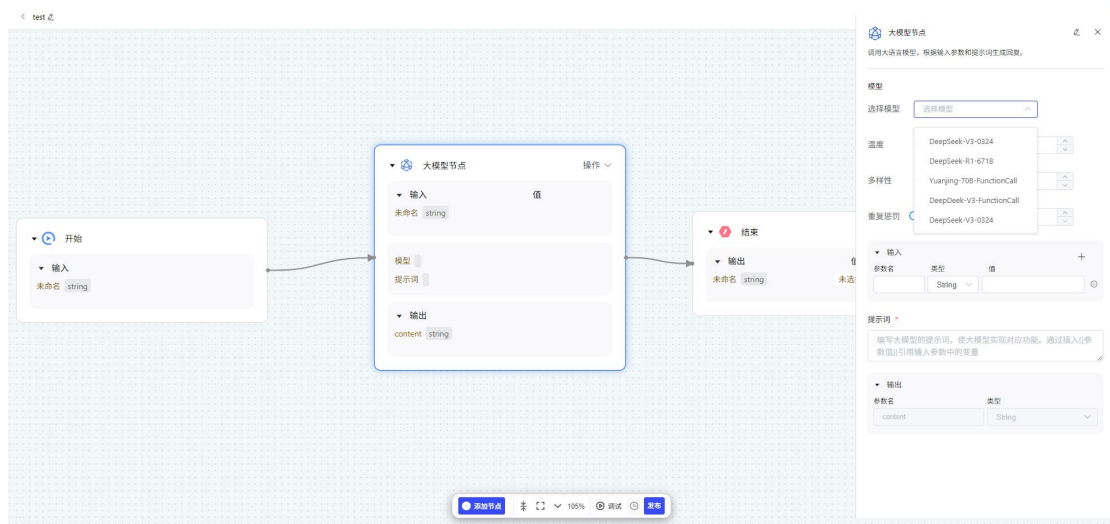 test
开始
输入
未命名 string
大模型节点 操作
输入 值
未命名 string
模型
提示词
输出
content string
结束
输出
未命名 string 未选
添加节点 105% 调试 发布
大模型节点
调用大语言模型，根据输入参数和提示词生成回复。
模型
选择模型 选择模型
DeepSeek-V3-0324
DeepSeek-R1-671B
Yuanjing-70B-FunctionCall
DeepDeek-V3-FunctionCall
DeepSeek-V3-0324
温度
多样性
重复惩罚
输入
参数名 类型 值
String
提示词 *
编写大模型的提示词，使大模型实现对应功能。通过插入{{参
数值}}引用输入参数中的变量
输出
参数名 类型
content String